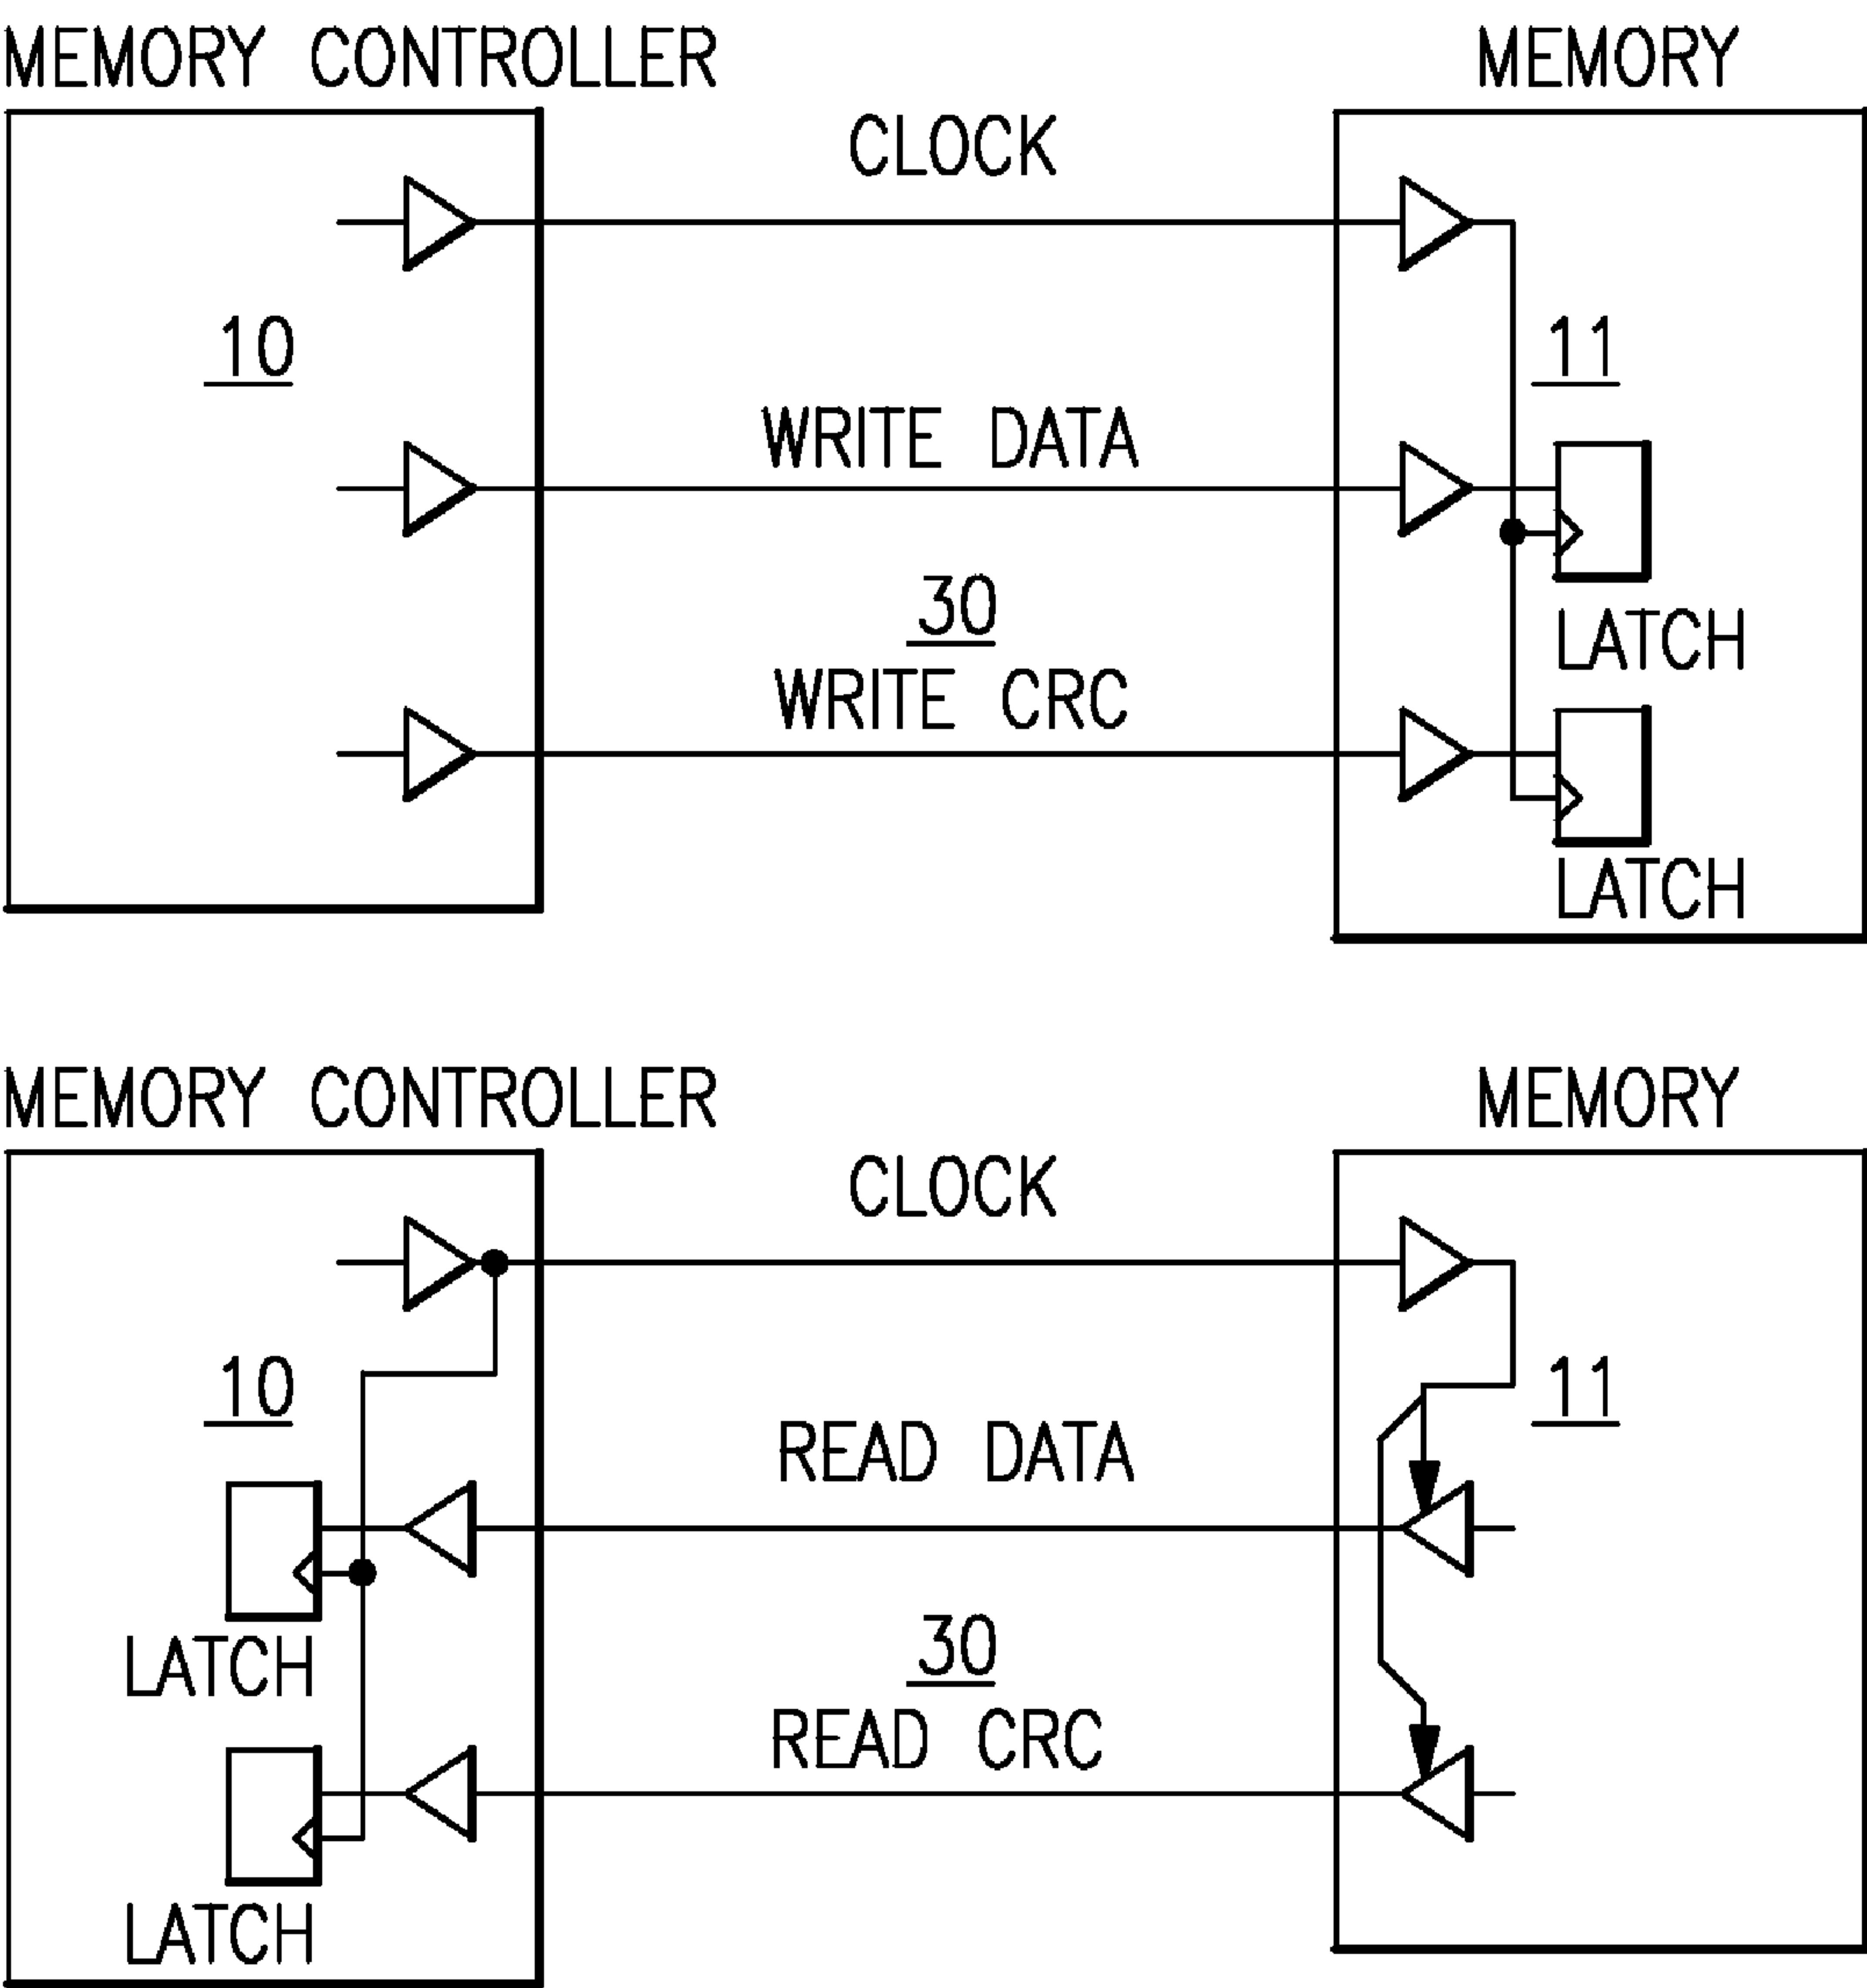 MEMORY CONTROLLER MEMORY
CLOCK
10 11
WRITE DATA
30
LATCH
WRITE CRC
LATCH
MEMORY CONTROLLER MEMORY
CLOCK
10 11
READ DATA
30
LATCH
READ CRC
LATCH